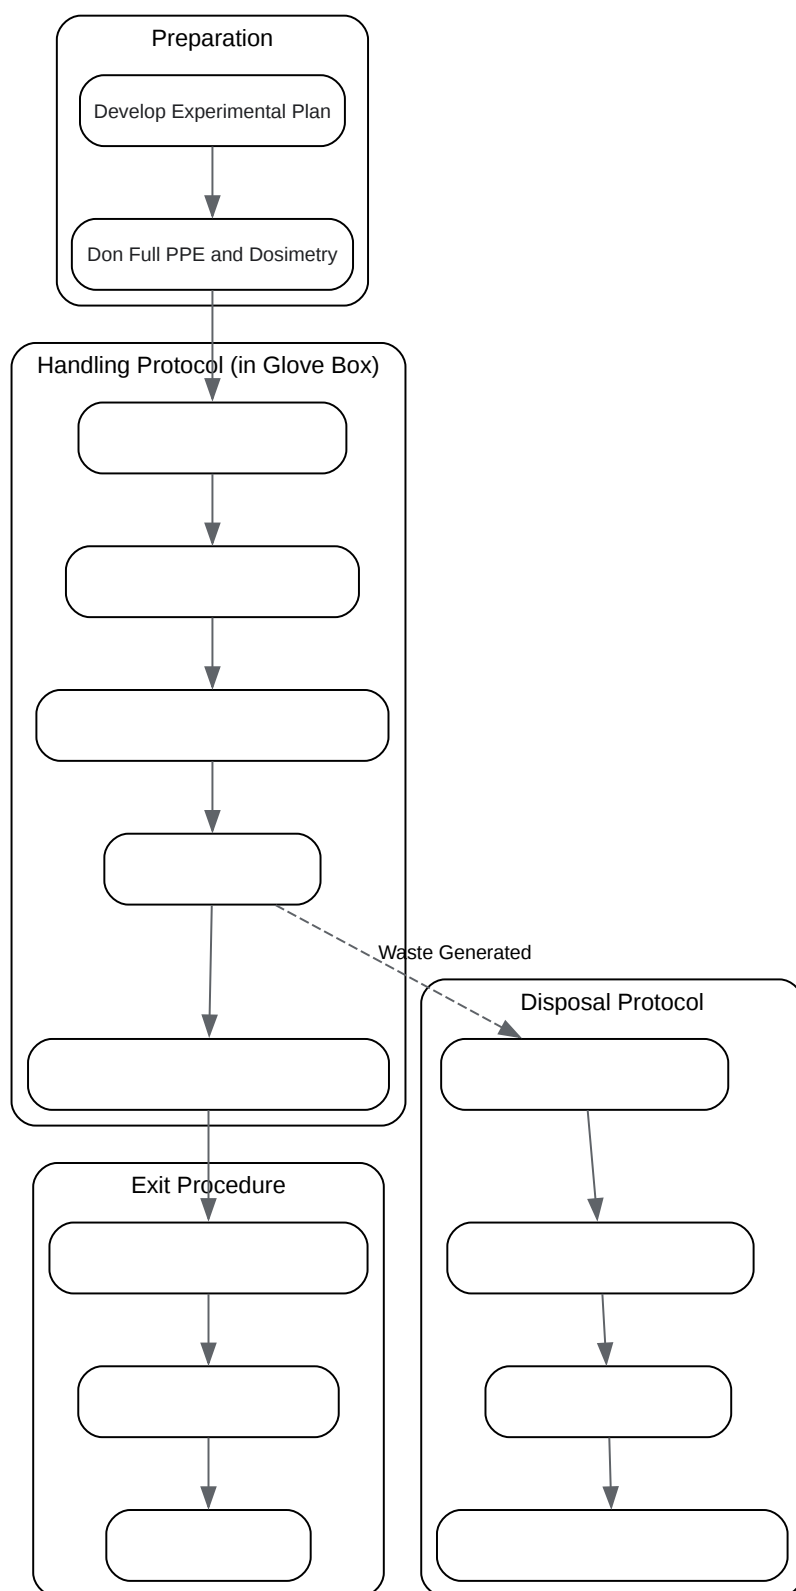 Preparation
Develop Experimental Plan
Don Full PPE and Dosimetry
Handling Protocol (in Glove Box)
Waste Generated
Disposal Protocol
Exit Procedure